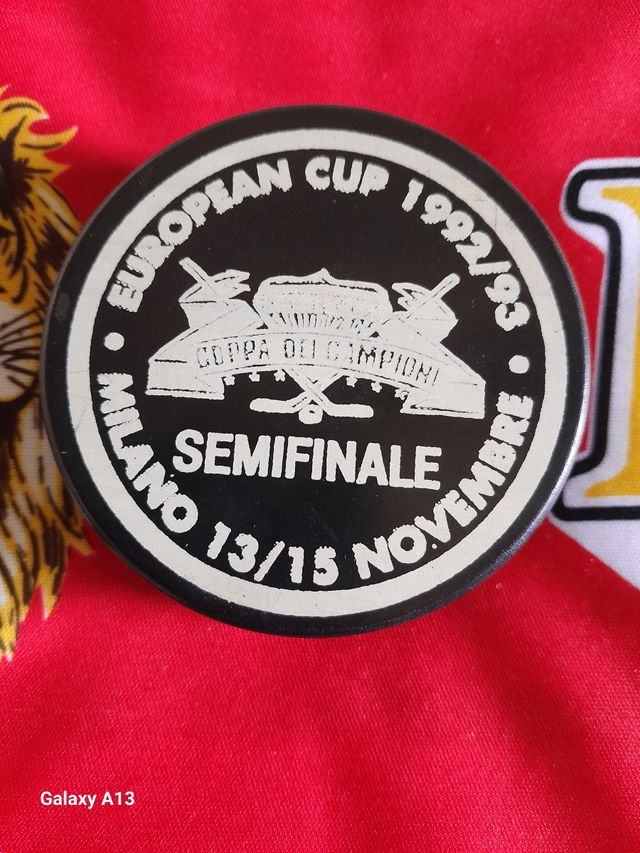 EUROPEAN CUP 1992/93
COPPA DEI CAMPIONI
SEMIFINALE
• MILANO 13/15 NOVEMBRE •
Galaxy A13